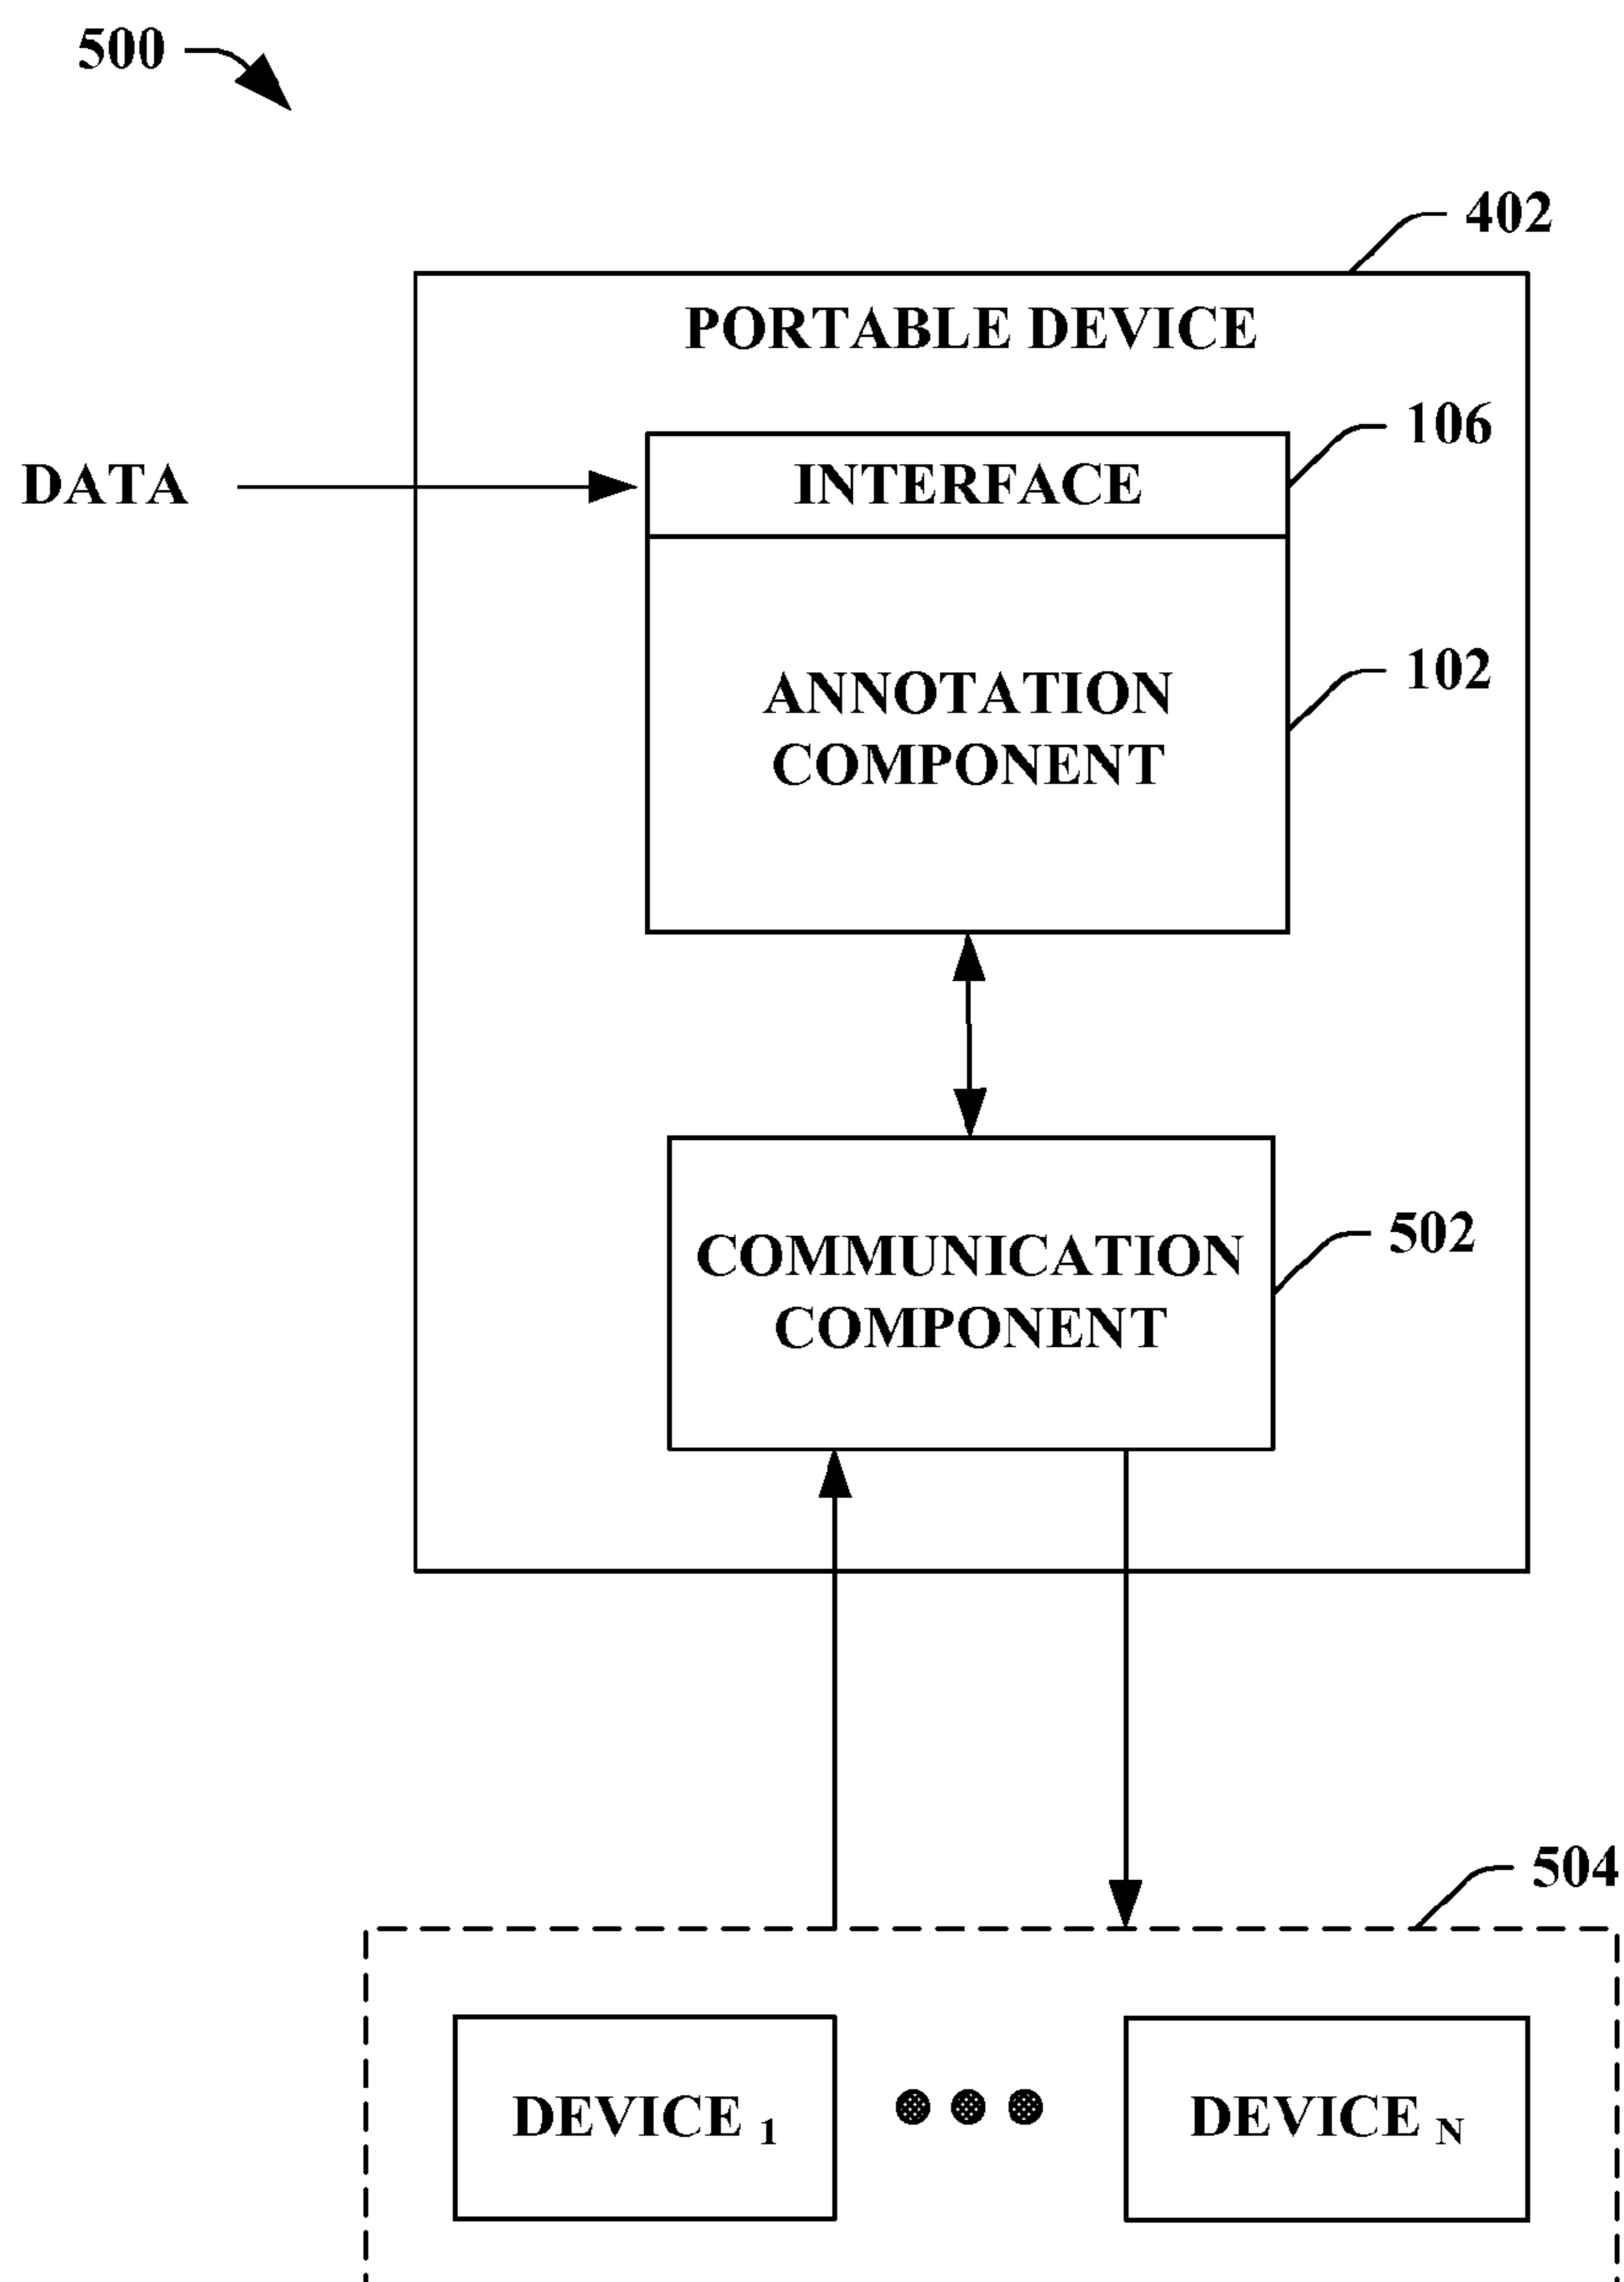 500
402
PORTABLE DEVICE
106
DATA
INTERFACE
102
ANNOTATION
COMPONENT
502
COMMUNICATION
COMPONENT
504
DEVICE 1
DEVICE N